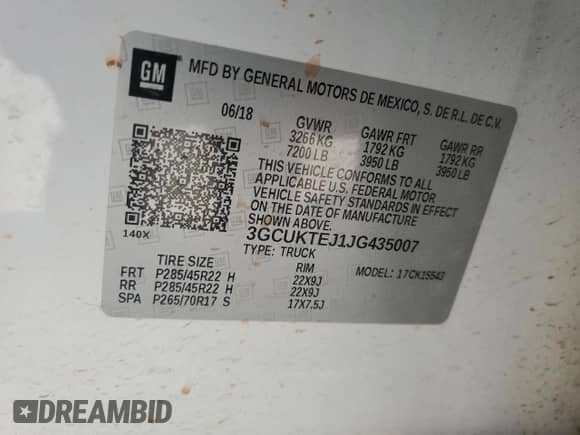 GM
MFD BY GENERAL MOTORS DE MEXICO, S. DE R.L. DE C.V.
06/18 GVWR GAWR FRT GAWR RR
3266 KG 1792 KG 1792 KG
7200 LB 3950 LB 3950 LB
THIS VEHICLE CONFORMS TO ALL
APPLICABLE U.S. FEDERAL MOTOR
VEHICLE SAFETY STANDARDS IN EFFECT
ON THE DATE OF MANUFACTURE
SHOWN ABOVE.
140X 3GCUKTEJ1JG435007
TYPE: TRUCK MODEL: 17CK15543
TIRE SIZE RIM
FRT P285/45R22 H 22X9J
RR P285/45R22 H 22X9J
SPA P265/70R17 S 17X7.5J
DREAMBID